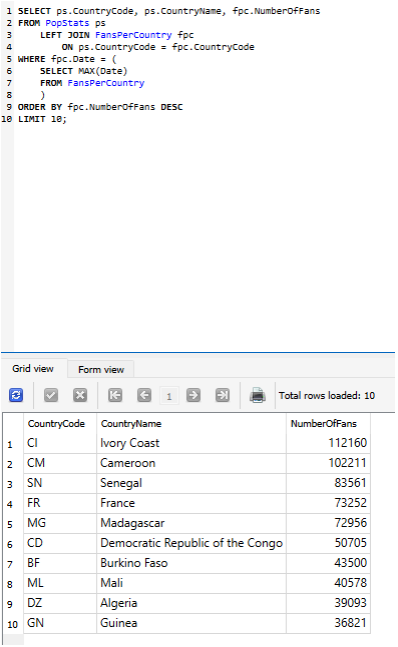 1 SELECT ps.CountryCode, ps.CountryName, fpc.NumberOfFans
2 FROM PopStats ps
3 LEFT JOIN FansPerCountry fpc
4 ON ps.CountryCode = fpc.CountryCode
5 WHERE fpc.Date = (
6 SELECT MAX(Date)
7 FROM FansPerCountry
8 )
9 ORDER BY fpc.NumberOfFans DESC
10 LIMIT 10;
Grid view Form view
1 Total rows loaded: 10
CountryCode CountryName NumberOfFans
1 CI Ivory Coast 112160
2 CM Cameroon 102211
3 SN Senegal 83561
4 FR France 73252
5 MG Madagascar 72956
6 CD Democratic Republic of the Congo 50705
7 BF Burkino Faso 43500
8 ML Mali 40578
9 DZ Algeria 39093
10 GN Guinea 36821